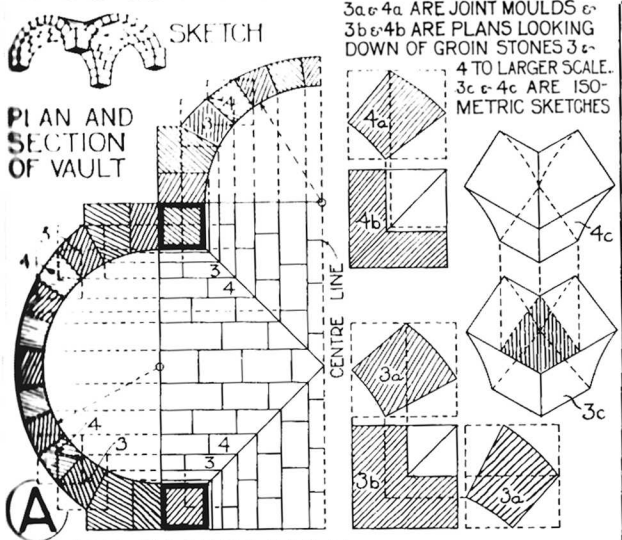 SKETCH
3a & 4a ARE JOINT MOULDS &
3b & 4b ARE PLANS LOOKING
DOWN OF GROIN STONES 3 &
4 TO LARGER SCALE..
3c & 4c ARE ISO-
METRIC SKETCHES
PLAN AND
SECTION
OF VAULT
3
4
4a
4b
4c
3
4
3
4
CENTRE LINE
4
3
4
3
3a
3b
3a
3c
A